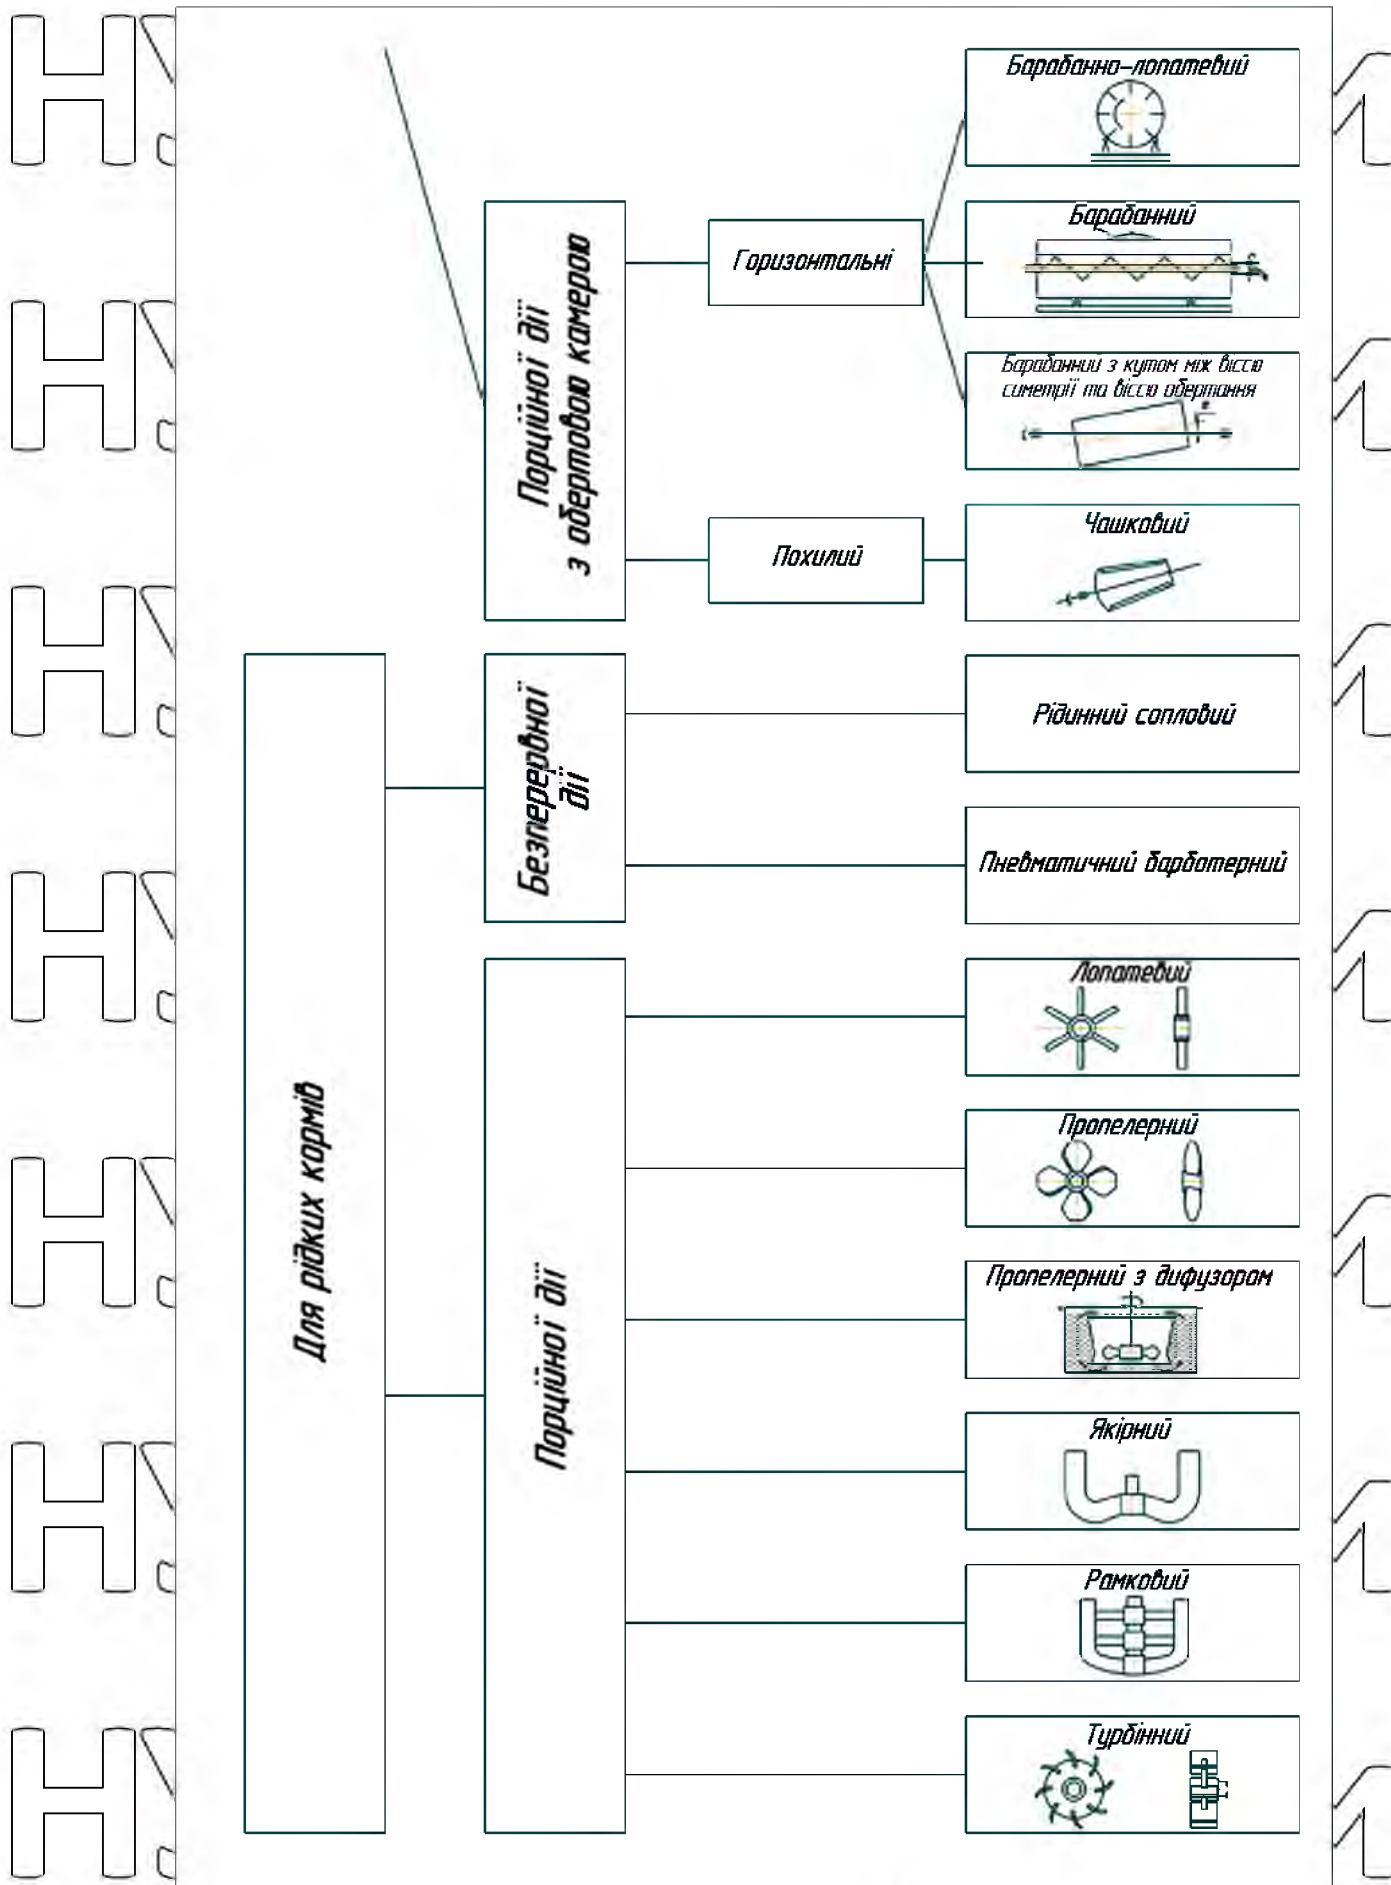 Барабанно-лопатевий
Барабанний
Горизонтальні
Порційної дії
з обертовою камерою
Барабанний з кутом між віссю
симетрії та віссю обертання
Чашковий
Похилий
Безперервної
дії
Рідинний сопловий
Пневматичний барботерний
Для рідких кормів
Порційної дії
Лопатевий
Пропелерний
Пропелерний з дифузором
Якірний
Рамковий
Турбінний